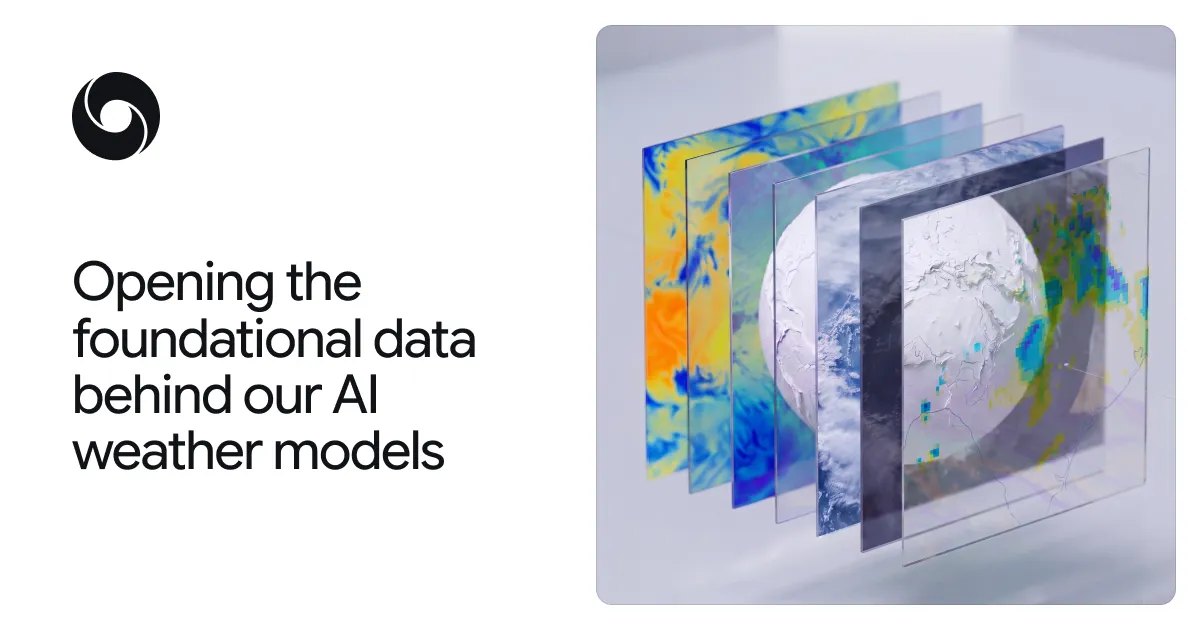 Opening the
foundational data
behind our AI
weather models